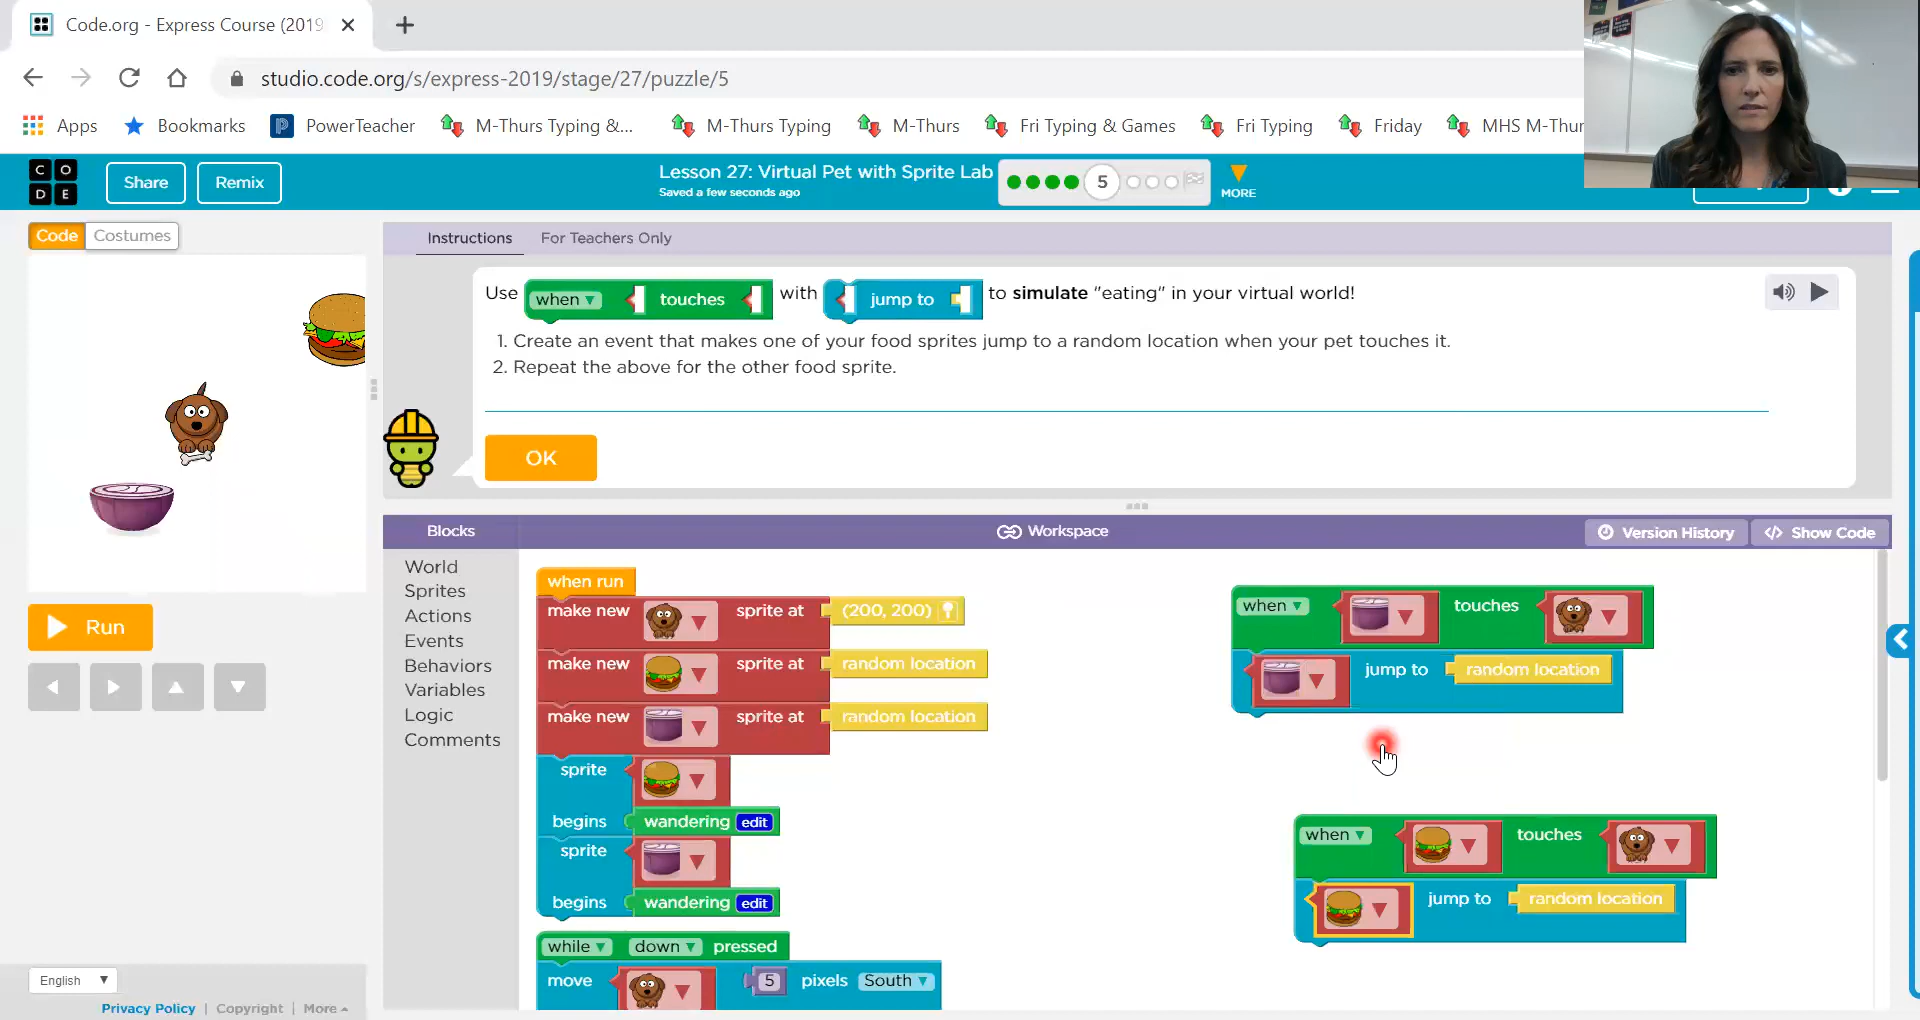 Code.org - Express Course (2019
studio.code.org/s/express-2019/stage/27/puzzle/5
Apps Bookmarks PowerTeacher M-Thurs Typing &... M-Thurs Typing M-Thurs Fri Typing & Games Fri Typing Friday MHS M-Thur
CO
DE
Share Remix Lesson 27: Virtual Pet with Sprite Lab 5 MORE
Saved a few seconds ago
Code Costumes
Instructions For Teachers Only
Use when touches with jump to to simulate "eating" in your virtual world!
1. Create an event that makes one of your food sprites jump to a random location when your pet touches it.
2. Repeat the above for the other food sprite.
OK
Run
Blocks Workspace Version History Show Code
World
Sprites
Actions
Events
Behaviors
Variables
Logic
Comments
when run
make new sprite at (200, 200)
make new sprite at random location
make new sprite at random location
sprite
begins wandering edit
sprite
begins wandering edit
while down pressed
move 5 pixels South
when touches
jump to random location
when touches
jump to random location
English
Privacy Policy | Copyright | More